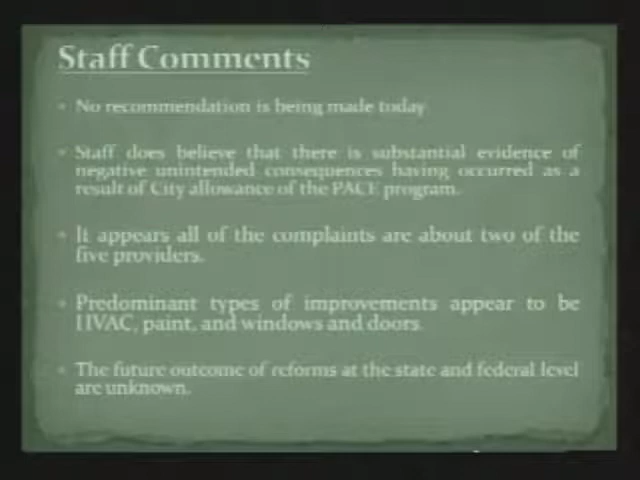 Staff Comments
• No recommendation is being made today
• Staff does believe that there is substantial evidence of
negative unintended consequences having occurred as a
result of City allowance of the PACE program.
• It appears all of the complaints are about two of the
five providers.
• Predominant types of improvements appear to be
HVAC, paint, and windows and doors.
• The future outcome of reforms at the state and federal level
are unknown.